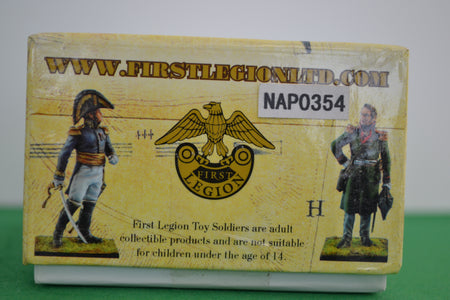 WWW.FIRSTLEGIONLTD.COM
NAP0354
444
FIRST
LEGION
H
First Legion Toy Soldiers are adult
collectible products and are not suitable
for children under the age of 14.